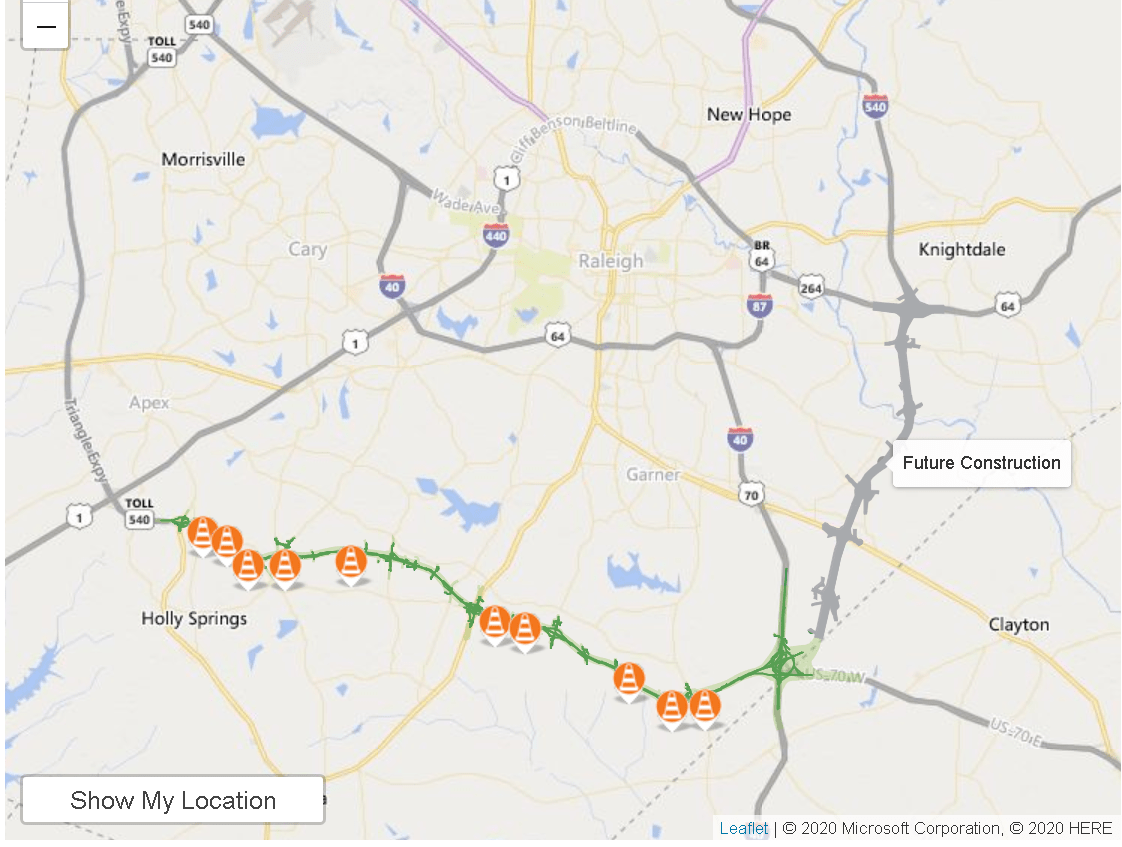 −
e Expy
540
TOLL
540
Morrisville
Cary
1
Cliff Benson Beltline
Wade Ave
440
40
1
64
Raleigh
New Hope
540
BR
64
264
87
Knightdale
64
Apex
Triangle Expy
1
TOLL
540
Holly Springs
40
Garner
70
Future Construction
Clayton
US-70 W
US-70 E
Show My Location
a
Leaflet | © 2020 Microsoft Corporation, © 2020 HERE